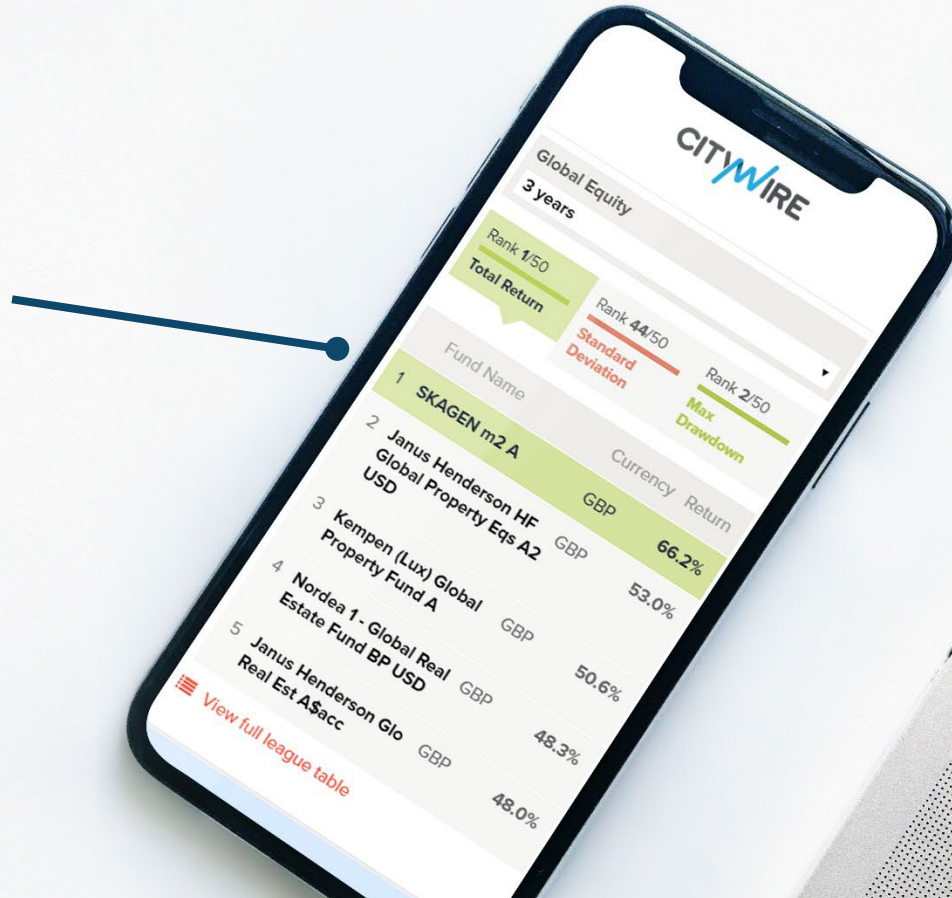 CITYWIRE
Global Equity
3 years
Rank 1/50
Total Return
Rank 44/50
Standard
Deviation
Rank 2/50
Max
Drawdown
Fund Name Currency Return
1 SKAGEN m2 A GBP 66.2%
2 Janus Henderson HF
Global Property Eqs A2
USD GBP 53.0%
3 Kempen (Lux) Global
Property Fund A GBP 50.6%
4 Nordea 1 - Global Real
Estate Fund BP USD GBP 48.3%
5 Janus Henderson Glo
Real Est A$acc GBP 48.0%
View full league table